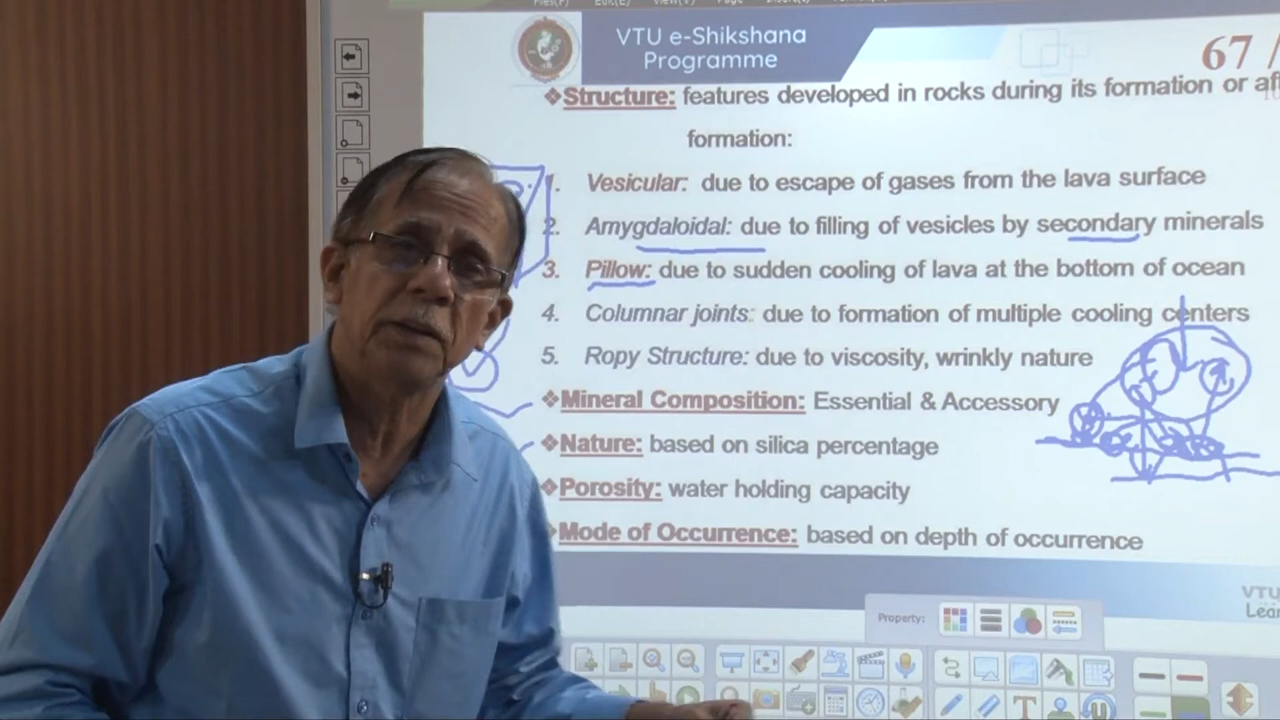 VTU e-Shikshana
Programme
67 /
❖Structure: features developed in rocks during its formation or af
formation:
1. Vesicular: due to escape of gases from the lava surface
2. Amygdaloidal: due to filling of vesicles by secondary minerals
3. Pillow: due to sudden cooling of lava at the bottom of ocean
4. Columnar joints: due to formation of multiple cooling centers
5. Ropy Structure: due to viscosity, wrinkly nature
❖Mineral Composition: Essential & Accessory
❖Nature: based on silica percentage
❖Porosity: water holding capacity
Mode of Occurrence: based on depth of occurrence
VTU
Lear
Property: